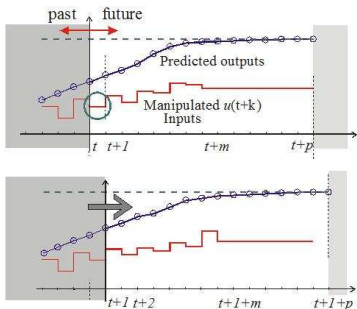 past future
Predicted outputs
Manipulated u(t+k)
Inputs
t t+1 t+m t+p
t+1 t+2 t+1+m t+1+p